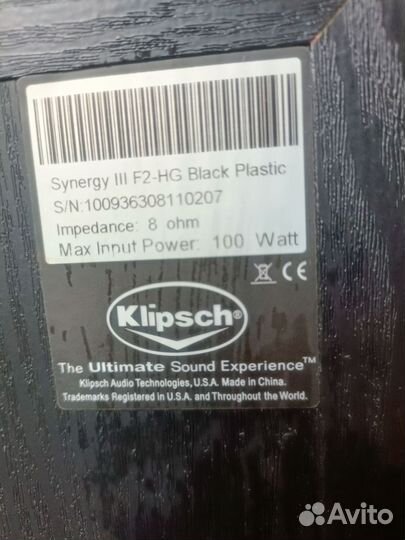 Synergy III F2-HG Black Plastic
S/N:100936308110207
Impedance: 8 ohm
Max Input Power: 100 Watt
CE
Klipsch®
The Ultimate Sound Experience™
Klipsch Audio Technologies, U.S.A. Made in China.
Trademarks Registered in U.S.A. and Throughout the World.
Avito